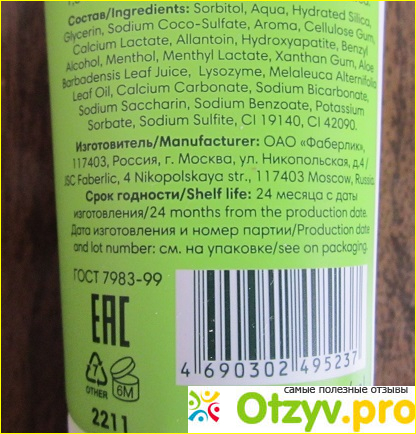 Состав/Ingredients: Sorbitol, Aqua, Hydrated Silica,
Glycerin, Sodium Coco-Sulfate, Aroma, Cellulose Gum,
Calcium Lactate, Allantoin, Hydroxyapatite, Benzyl
Alcohol, Menthol, Menthyl Lactate, Xanthan Gum, Aloe
Barbadensis Leaf Juice, Lysozyme, Melaleuca Alternifolia
Leaf Oil, Calcium Carbonate, Sodium Bicarbonate,
Sodium Saccharin, Sodium Benzoate, Potassium
Sorbate, Sodium Sulfite, CI 19140, CI 42090.
Изготовитель/Manufacturer: ОАО «Фаберлик»,
117403, Россия, г. Москва, ул. Никопольская, д.4/
JSC Faberlic, 4 Nikopolskaya str., 117403 Moscow, Russia.
Срок годности/Shelf life: 24 месяца с даты
изготовления/24 months from the production date.
Дата изготовления и номер партии/Production date
and lot number: см. на упаковке/see on packaging.
ГОСТ 7983-99
EAC
7
OTHER
6M
2211
4 690302 495237
самые полезные отзывы
Otzyv.pro